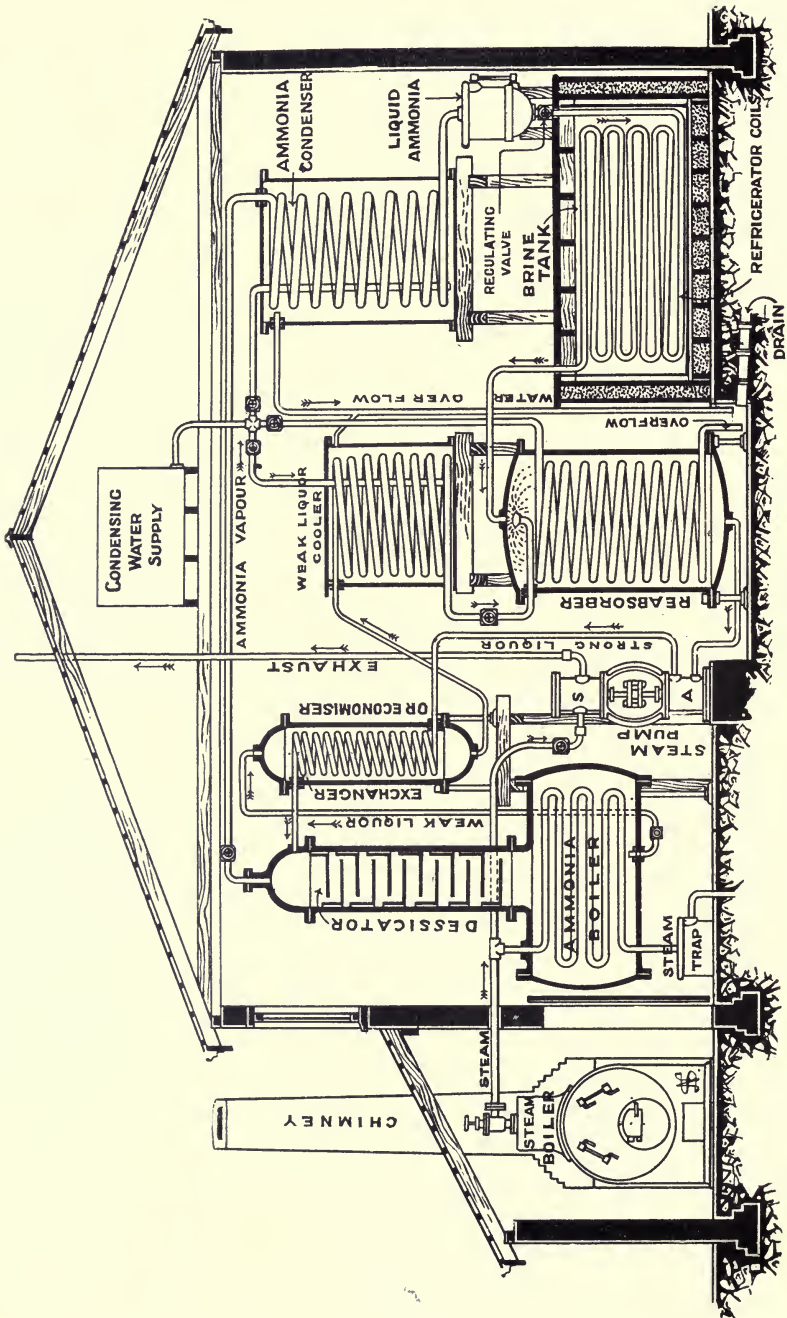 CONDENSING
WATER
SUPPLY
AMMONIA
CONDENSER
LIQUID
AMMONIA
REGULATING
VALVE
BRINE
TANK
REFRIGERATOR COILS
DRAIN
WATER OVER FLOW
OVERFLOW
AMMONIA VAPOUR
WEAK LIQUOR
COOLER
REABSORBER
STRONG LIQUOR
EXHAUST
OR ECONOMISER
EXCHANGER
WEAK LIQUOR
S
A
STEAM
PUMP
DESSICATOR
AMMONIA
BOILER
STEAM
TRAP
STEAM
CHIMNEY
STEAM
BOILER